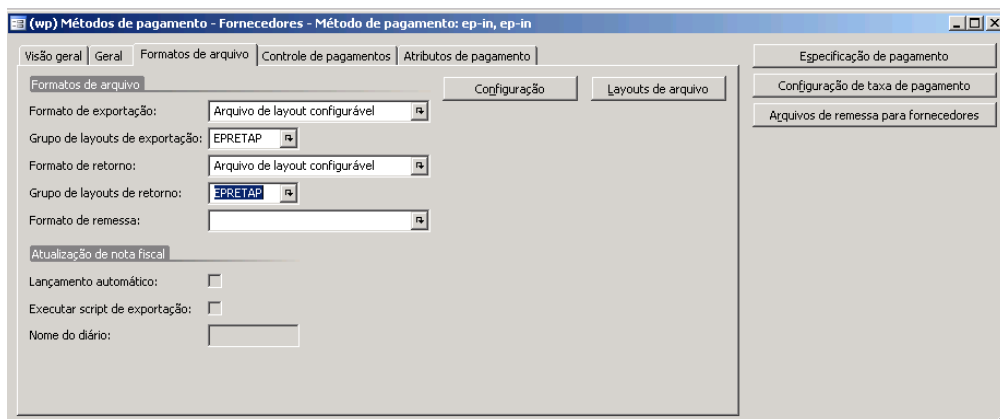 (wp) Métodos de pagamento - Fornecedores - Método de pagamento: ep-in, ep-in
Visão geral Geral Formatos de arquivo Controle de pagamentos Atributos de pagamento
Formatos de arquivo
Configuração
Layouts de arquivo
Formato de exportação: Arquivo de layout configurável
Grupo de layouts de exportação: EPRETAP
Formato de retorno: Arquivo de layout configurável
Grupo de layouts de retorno: EPRETAP
Formato de remessa:
Atualização de nota fiscal
Lançamento automático:
Executar script de exportação:
Nome do diário:
Especificação de pagamento
Configuração de taxa de pagamento
Arquivos de remessa para fornecedores